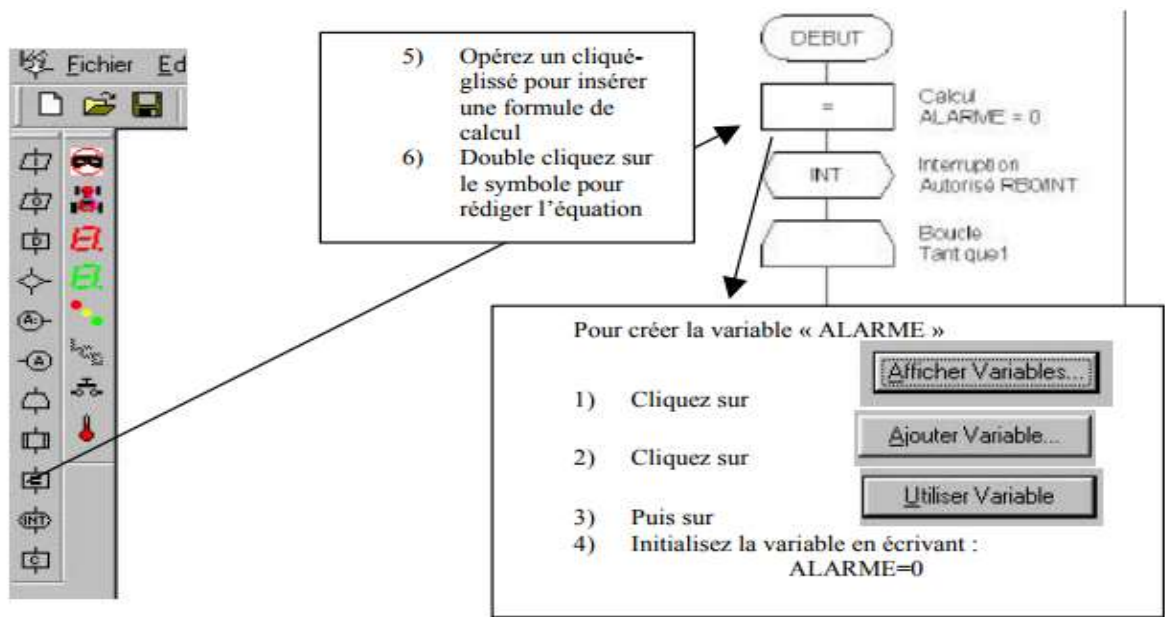 Fichier Ed
5) Opérez un cliqué-
glissé pour insérer
une formule de
calcul
6) Double cliquez sur
le symbole pour
rédiger l'équation
DEBUT
=
Calcul
ALARME = 0
INT
Interruption
Autorisé RB0/INT
Boucle
Tant que1
A:
A
INT
C
Pour créer la variable « ALARME »
Afficher Variables...
1) Cliquez sur
Ajouter Variable...
2) Cliquez sur
Utiliser Variable
3) Puis sur
4) Initialisez la variable en écrivant :
ALARME=0